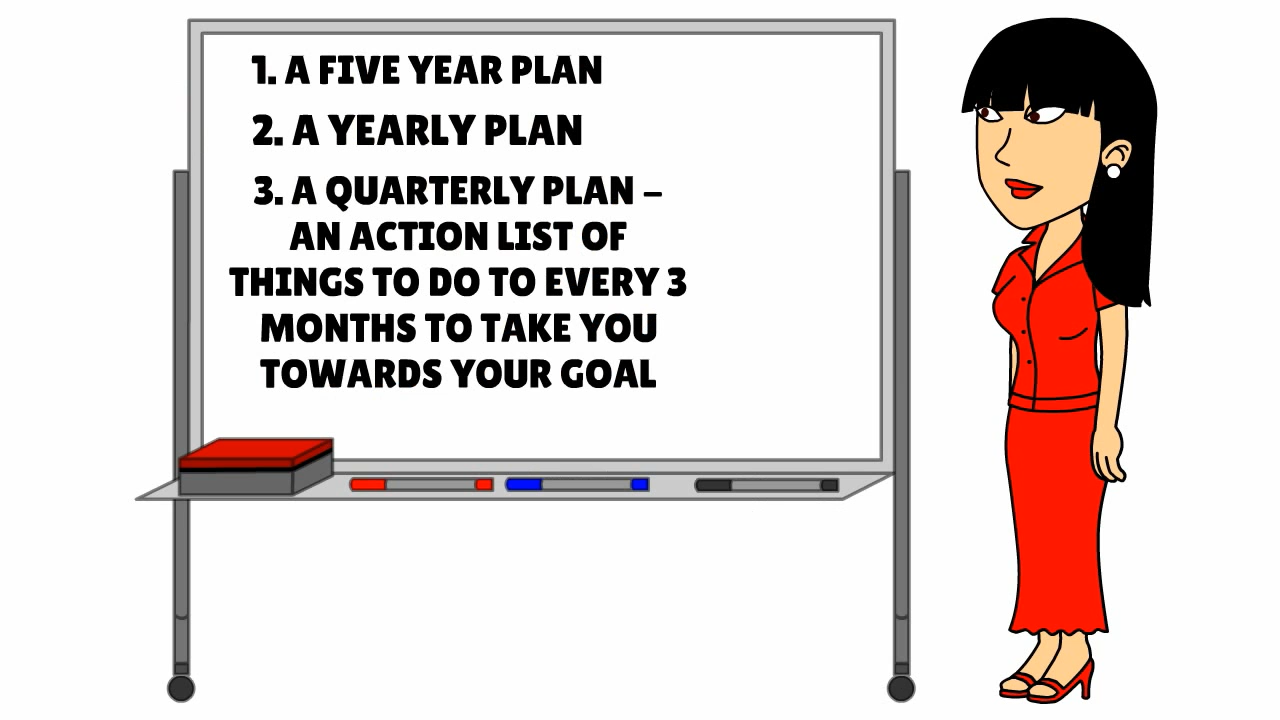 1. A FIVE YEAR PLAN
2. A YEARLY PLAN
3. A QUARTERLY PLAN –
AN ACTION LIST OF
THINGS TO DO TO EVERY 3
MONTHS TO TAKE YOU
TOWARDS YOUR GOAL